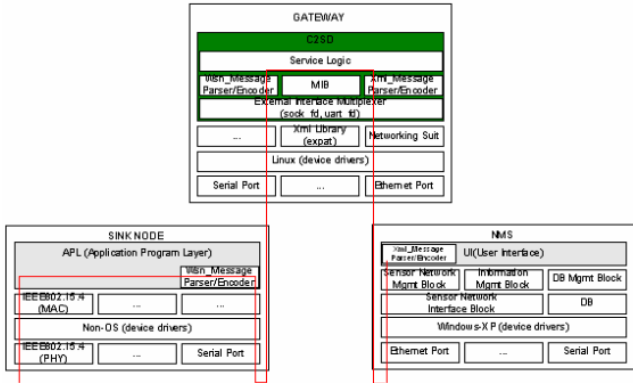 GATEWAY
C2SD
Service Logic
Wsn_Message
Parser/Encoder
MIB
Xml_Message
Parser/Encoder
External Interface Multiplexer
(sock_fd, uart_fd)
...
Xml Library
(expat)
Networking Suit
Linux (device drivers)
Serial Port
...
Ethernet Port
SINK NODE
APL (Application Program Layer)
Wsn_Message
Parser/Encoder
IEEE802.15.4
(MAC)
...
...
Non-OS (device drivers)
IEEE802.15.4
(PHY)
...
Serial Port
NMS
Xml_Message
Parser/Encoder
UI(User Interface)
Sensor Network
Mgmt Block
Information
Mgmt Block
DB Mgmt Block
Sensor Network
Interface Block
DB
Windows-XP (device drivers)
Ethernet Port
...
Serial Port